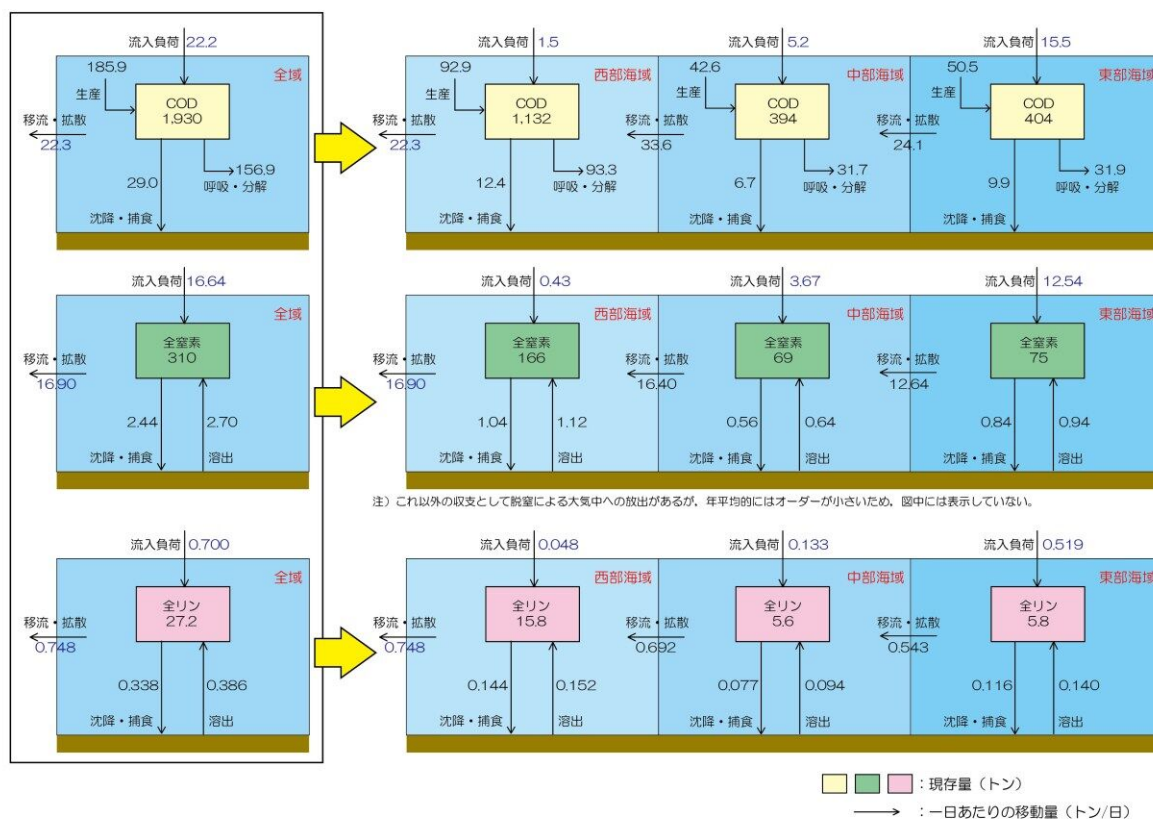 流入負荷 22.2
全域
185.9
生産
COD
1,930
移流・拡散
22.3
29.0
156.9
呼吸・分解
沈降・捕食
流入負荷 1.5
西部海域
92.9
生産
COD
1,132
移流・拡散
22.3
12.4
93.3
呼吸・分解
沈降・捕食
流入負荷 5.2
中部海域
42.6
生産
COD
394
移流・拡散
33.6
6.7
31.7
呼吸・分解
沈降・捕食
流入負荷 15.5
東部海域
50.5
生産
COD
404
移流・拡散
24.1
9.9
31.9
呼吸・分解
沈降・捕食
流入負荷 16.64
全域
全窒素
310
移流・拡散
16.90
2.44
2.70
沈降・捕食
溶出
流入負荷 0.43
西部海域
全窒素
166
移流・拡散
16.90
1.04
1.12
沈降・捕食
溶出
流入負荷 3.67
中部海域
全窒素
69
移流・拡散
16.40
0.56
0.64
沈降・捕食
溶出
流入負荷 12.54
東部海域
全窒素
75
移流・拡散
12.64
0.84
0.94
沈降・捕食
溶出
注）これ以外の収支として脱窒による大気中への放出があるが，年平均的にはオーダーが小さいため，図中には表示していない。
流入負荷 0.700
全域
全リン
27.2
移流・拡散
0.748
0.338
0.386
沈降・捕食
溶出
流入負荷 0.048
西部海域
全リン
15.8
移流・拡散
0.748
0.144
0.152
沈降・捕食
溶出
流入負荷 0.133
中部海域
全リン
5.6
移流・拡散
0.692
0.077
0.094
沈降・捕食
溶出
流入負荷 0.519
東部海域
全リン
5.8
移流・拡散
0.543
0.116
0.140
沈降・捕食
溶出
：現存量（トン）
：一日あたりの移動量（トン/日）